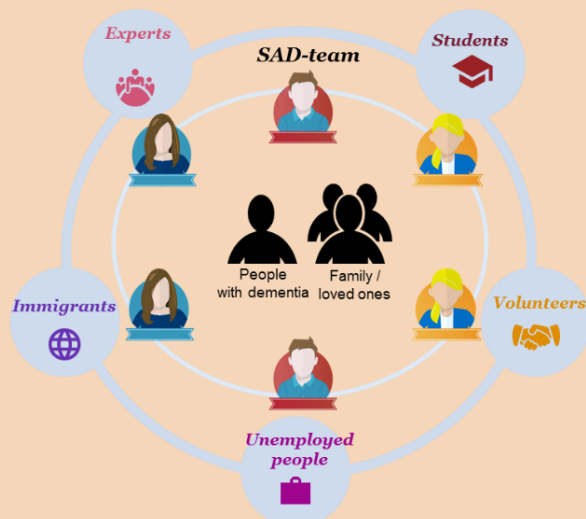 Experts
Students
SAD-team
People
with dementia
Family /
loved ones
Immigrants
Volunteers
Unemployed
people